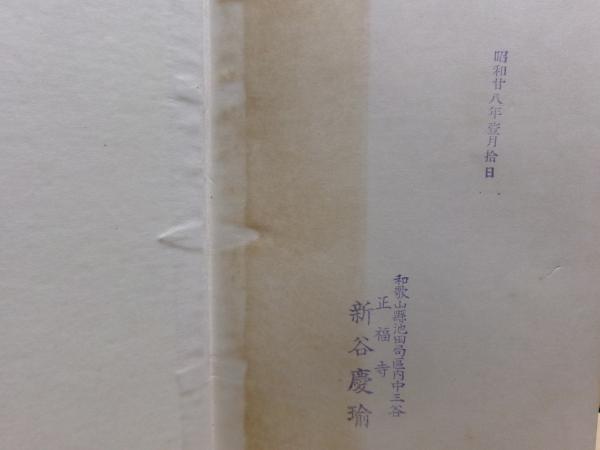 昭和廿八年壹月拾日
和歌山縣池田局區内中三谷
正福寺
新谷慶瑜